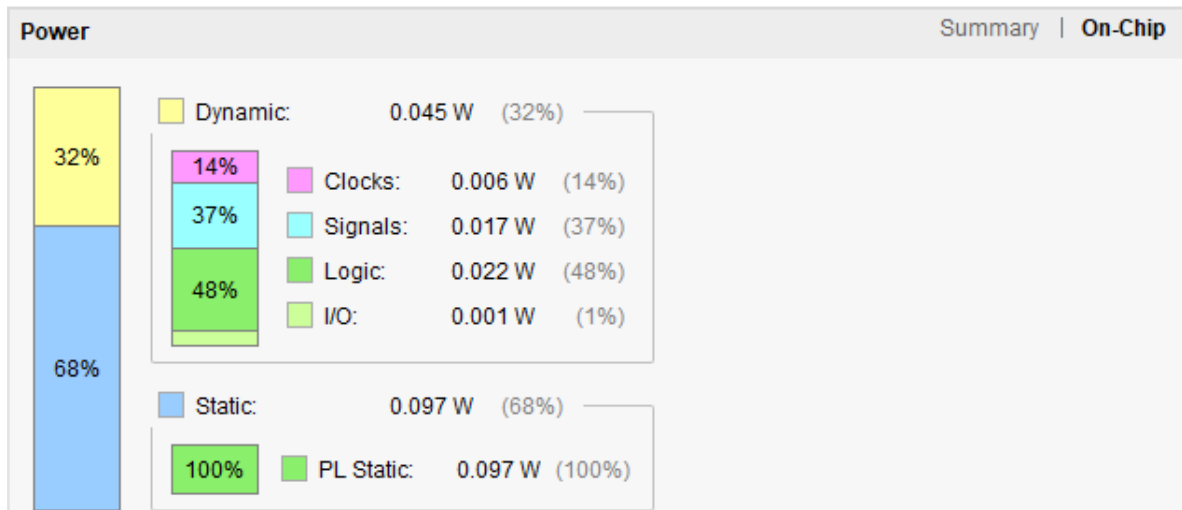 Power Summary | On-Chip
32%
Dynamic: 0.045 W (32%)
14%
Clocks: 0.006 W (14%)
37%
Signals: 0.017 W (37%)
48%
Logic: 0.022 W (48%)
I/O: 0.001 W (1%)
68%
Static: 0.097 W (68%)
100%
PL Static: 0.097 W (100%)